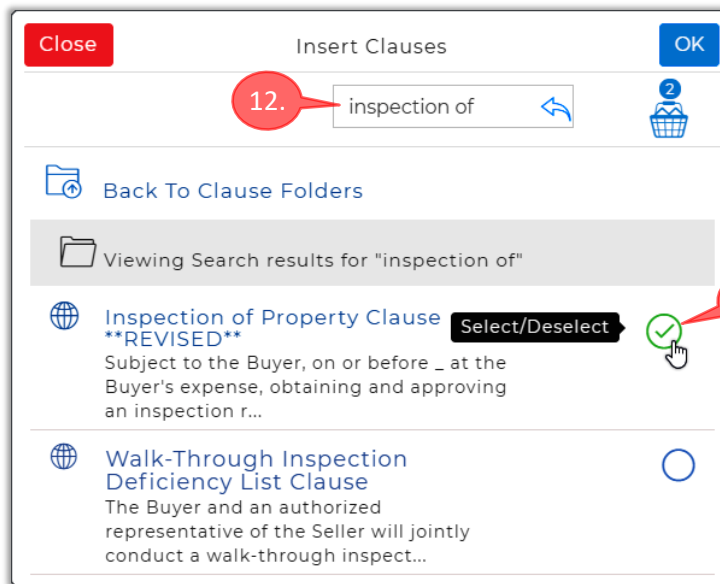 Close
Insert Clauses
OK
12.
inspection of
2
Back To Clause Folders
Viewing Search results for "inspection of"
Inspection of Property Clause
**REVISED**
Select/Deselect
Subject to the Buyer, on or before _ at the
Buyer's expense, obtaining and approving
an inspection r...
Walk-Through Inspection
Deficiency List Clause
The Buyer and an authorized
representative of the Seller will jointly
conduct a walk-through inspect...